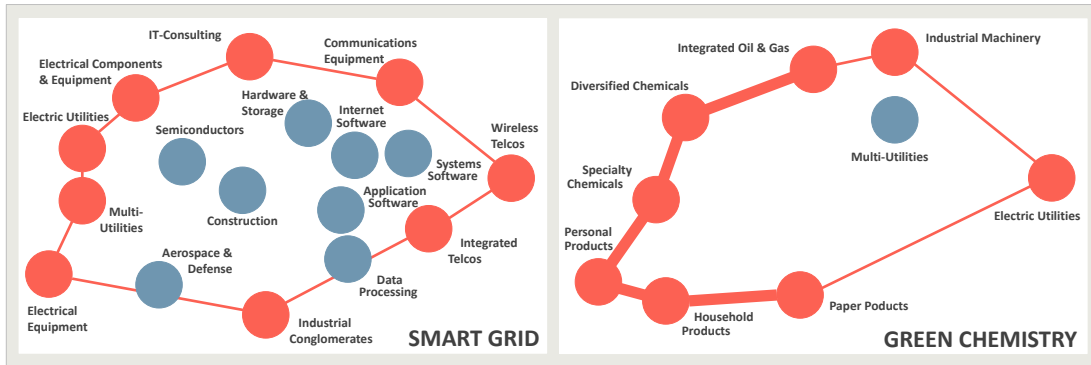 IT-Consulting
Communications
Equipment
Electrical Components
& Equipment
Hardware &
Storage
Internet
Software
Electric Utilities
Semiconductors
Wireless
Telcos
Systems
Software
Application
Software
Multi-
Utilities
Construction
Aerospace &
Defense
Integrated
Telcos
Data
Processing
Electrical
Equipment
Industrial
Conglomerates
SMART GRID
Integrated Oil & Gas
Industrial Machinery
Diversified Chemicals
Multi-Utilities
Specialty
Chemicals
Electric Utilities
Personal
Products
Household
Products
Paper Poducts
GREEN CHEMISTRY